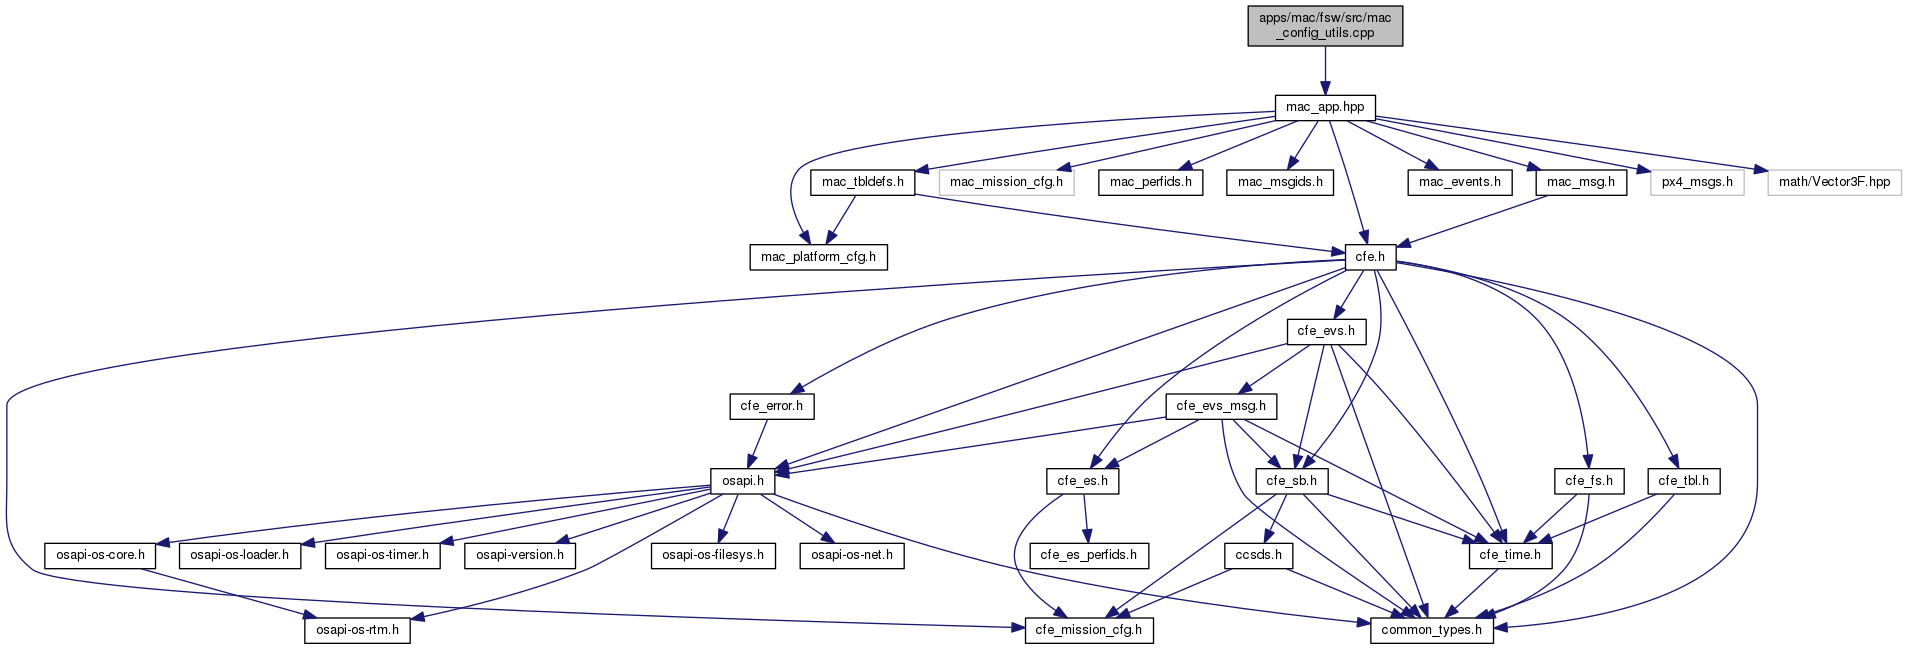 apps/mac/fsw/src/mac
_config_utils.cpp
mac_app.hpp
mac_tbldefs.h
mac_mission_cfg.h
mac_perfids.h
mac_msgids.h
mac_events.h
mac_msg.h
px4_msgs.h
math/Vector3F.hpp
mac_platform_cfg.h
cfe.h
cfe_evs.h
cfe_error.h
cfe_evs_msg.h
osapi.h
cfe_es.h
cfe_sb.h
cfe_fs.h
cfe_tbl.h
osapi-os-core.h
osapi-os-loader.h
osapi-os-timer.h
osapi-version.h
osapi-os-filesys.h
osapi-os-net.h
cfe_es_perfids.h
ccsds.h
cfe_time.h
osapi-os-rtm.h
cfe_mission_cfg.h
common_types.h